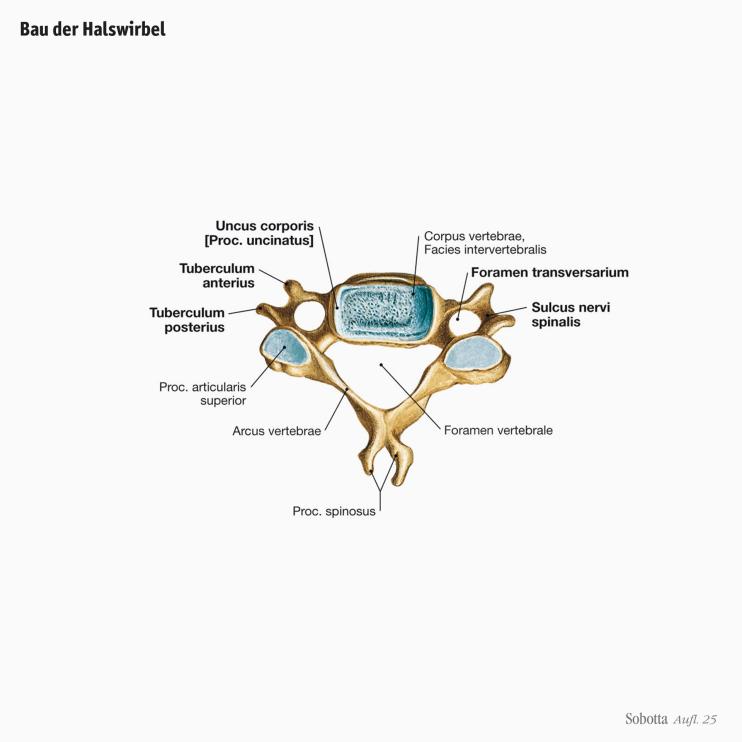 Bau der Halswirbel
Uncus corporis
[Proc. uncinatus]
Corpus vertebrae,
Facies intervertebralis
Tuberculum
anterius
Foramen transversarium
Tuberculum
posterius
Sulcus nervi
spinalis
Proc. articularis
superior
Arcus vertebrae
Foramen vertebrale
Proc. spinosus
Sobotta Aufl. 25